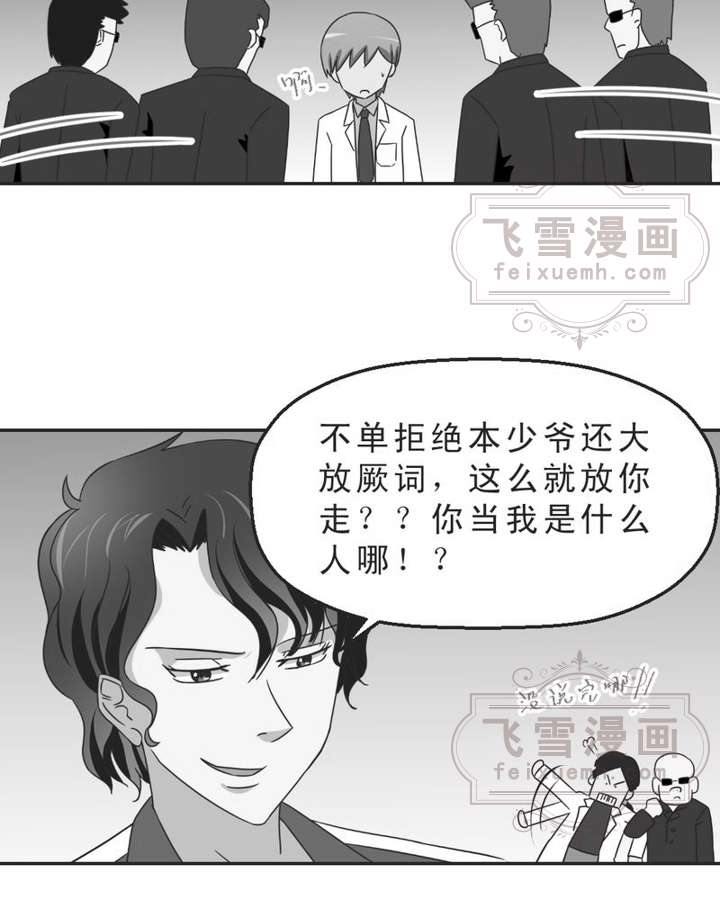 啊..
飞雪漫画
feixuemh.com
不单拒绝本少爷还大
放厥词，这么就放你
走？？你当我是什么
人哪！？
没说完哪！！
飞雪漫画
feixuemh.com